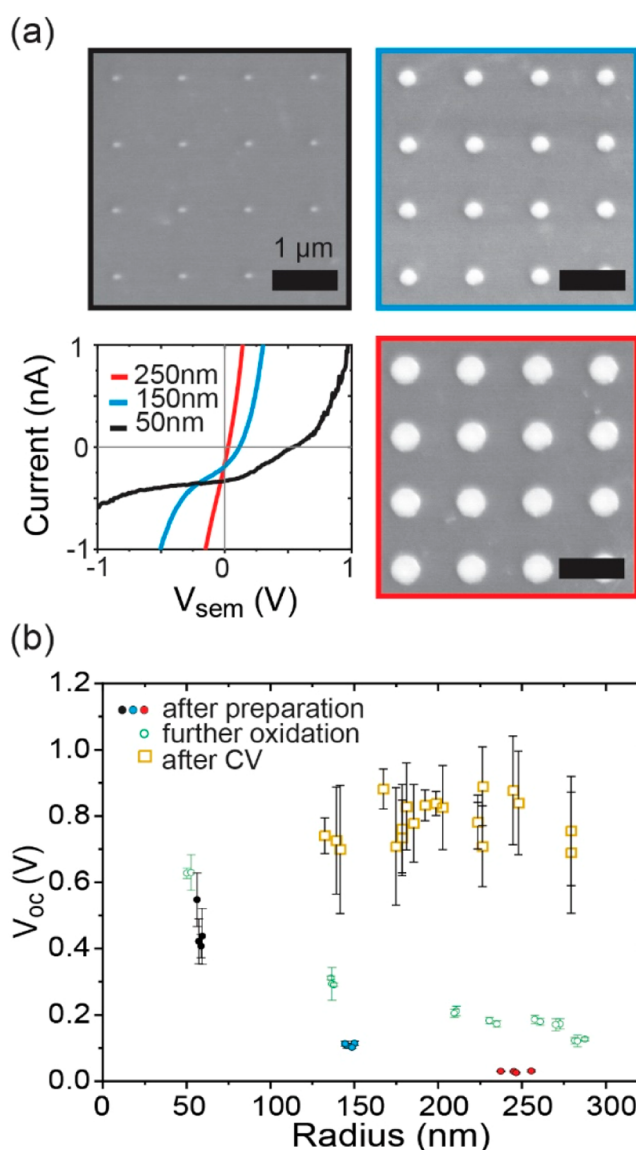 (a)
1 µm
1
0
-1
Current (nA)
250nm
150nm
50nm
-1
0
1
V_sem (V)
(b)
1.2
1.0
0.8
0.6
0.4
0.2
0.0
V_oc (V)
after preparation
further oxidation
after CV
0
50
100
150
200
250
300
Radius (nm)